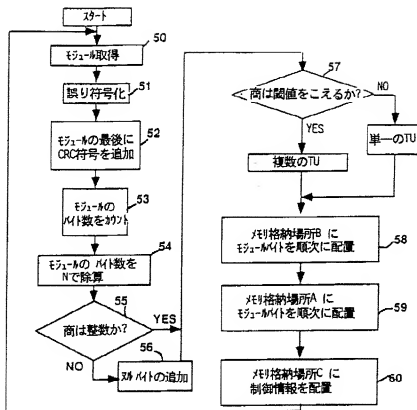 スタート
50
モジュール取得
51
誤り符号化
52
モジュールの最後に
CRC符号を追加
53
モジュールの
バイト数をカウント
54
モジュールの バイト数を
Nで除算
55
商は整数か?
YES
NO
56
ヌルバイトの追加
57
商は閾値をこえるか?
NO
YES
複数のTU
単一のTU
58
メモリ格納場所B に
モジュールバイトを順次に配置
59
メモリ格納場所A に
モジュールバイトを順次に配置
60
メモリ格納場所C に
制御情報を配置